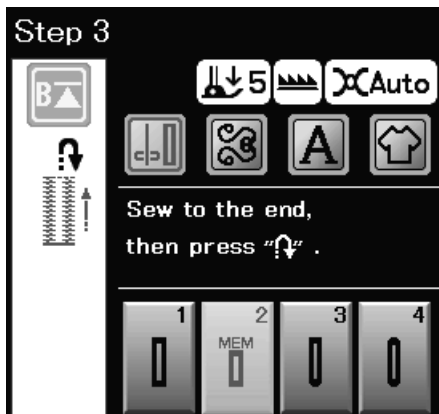 Step 3
B
5 Auto
A
Sew to the end,
then press “ ” .
1 2 3 4
MEM